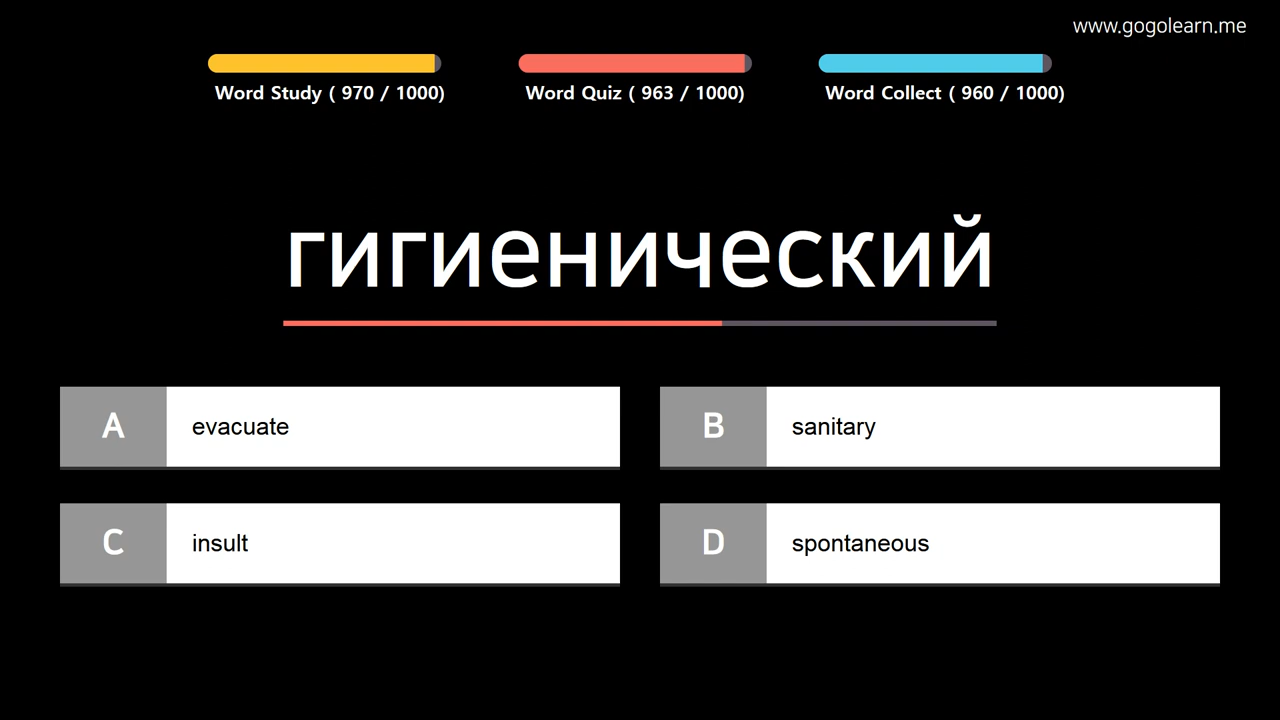 www.gogolearn.me
Word Study ( 970 / 1000)
Word Quiz ( 963 / 1000)
Word Collect ( 960 / 1000)
гигиенический
A evacuate
B sanitary
C insult
D spontaneous